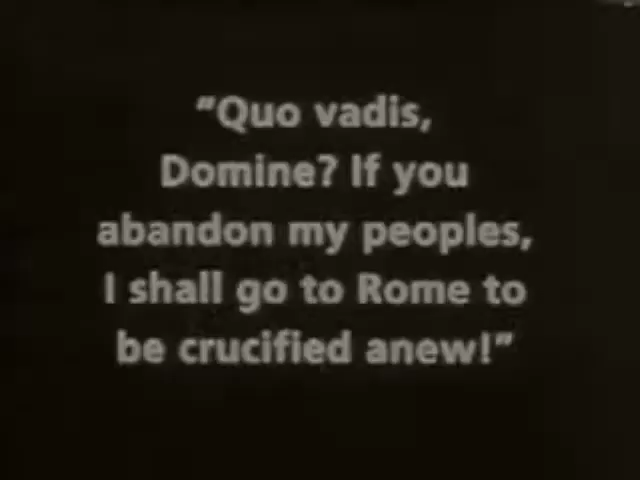 "Quo vadis,
Domine? If you
abandon my peoples,
I shall go to Rome to
be crucified anew!"